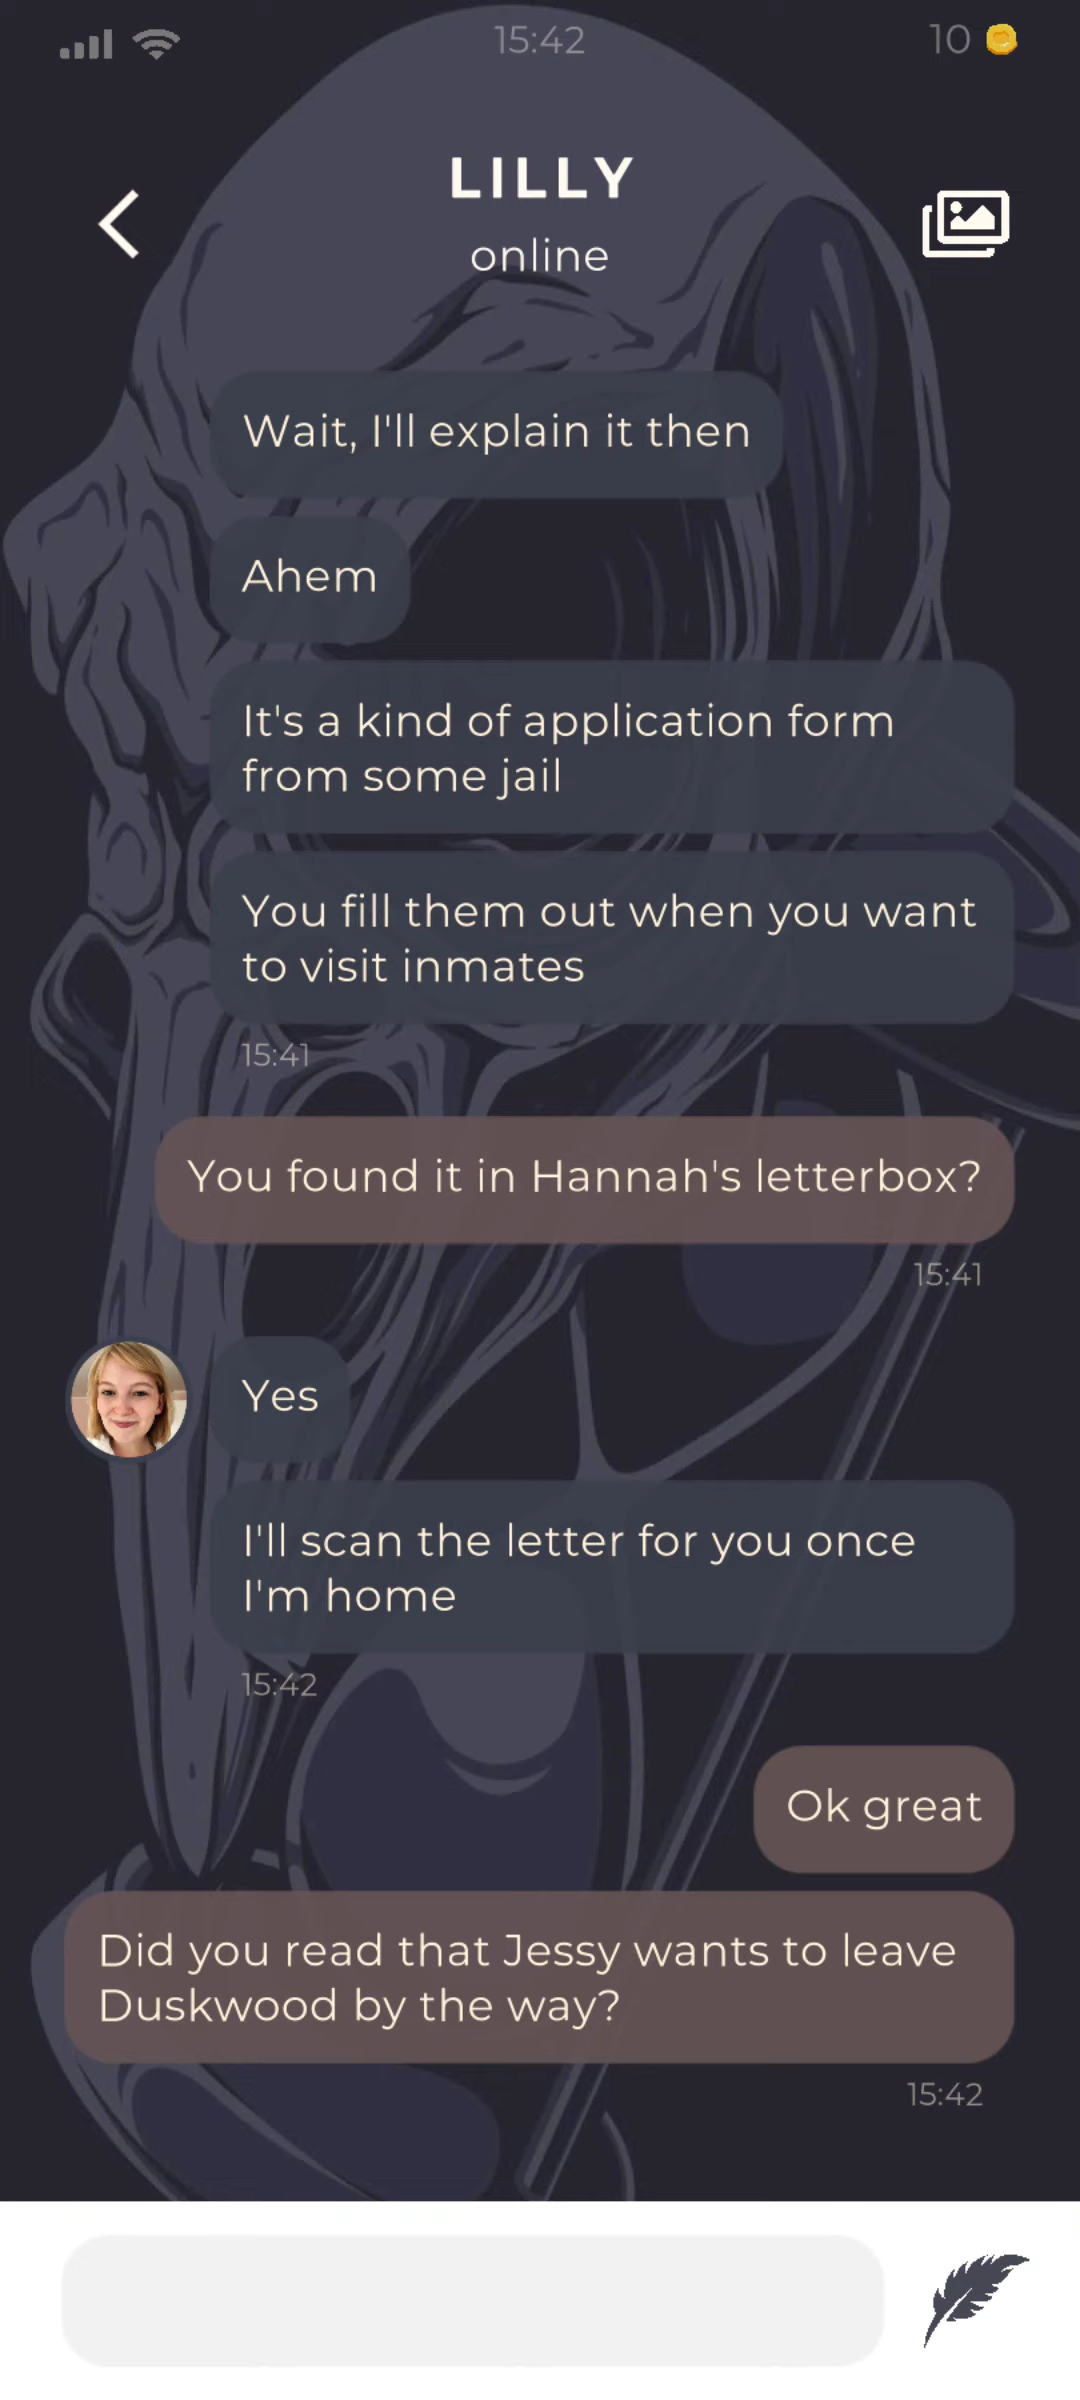 15:42
10
LILLY
online
Wait, I'll explain it then
Ahem
It's a kind of application form
from some jail
You fill them out when you want
to visit inmates
15:41
You found it in Hannah's letterbox?
15:41
Yes
I'll scan the letter for you once
I'm home
15:42
Ok great
Did you read that Jessy wants to leave
Duskwood by the way?
15:42